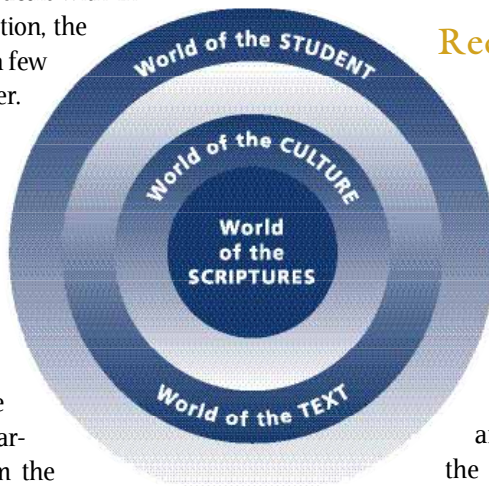 tion, the
few
er.
Rec
World of the STUDENT
World of the CULTURE
World
of the
SCRIPTURES
World of the TEXT
ar-
the
the